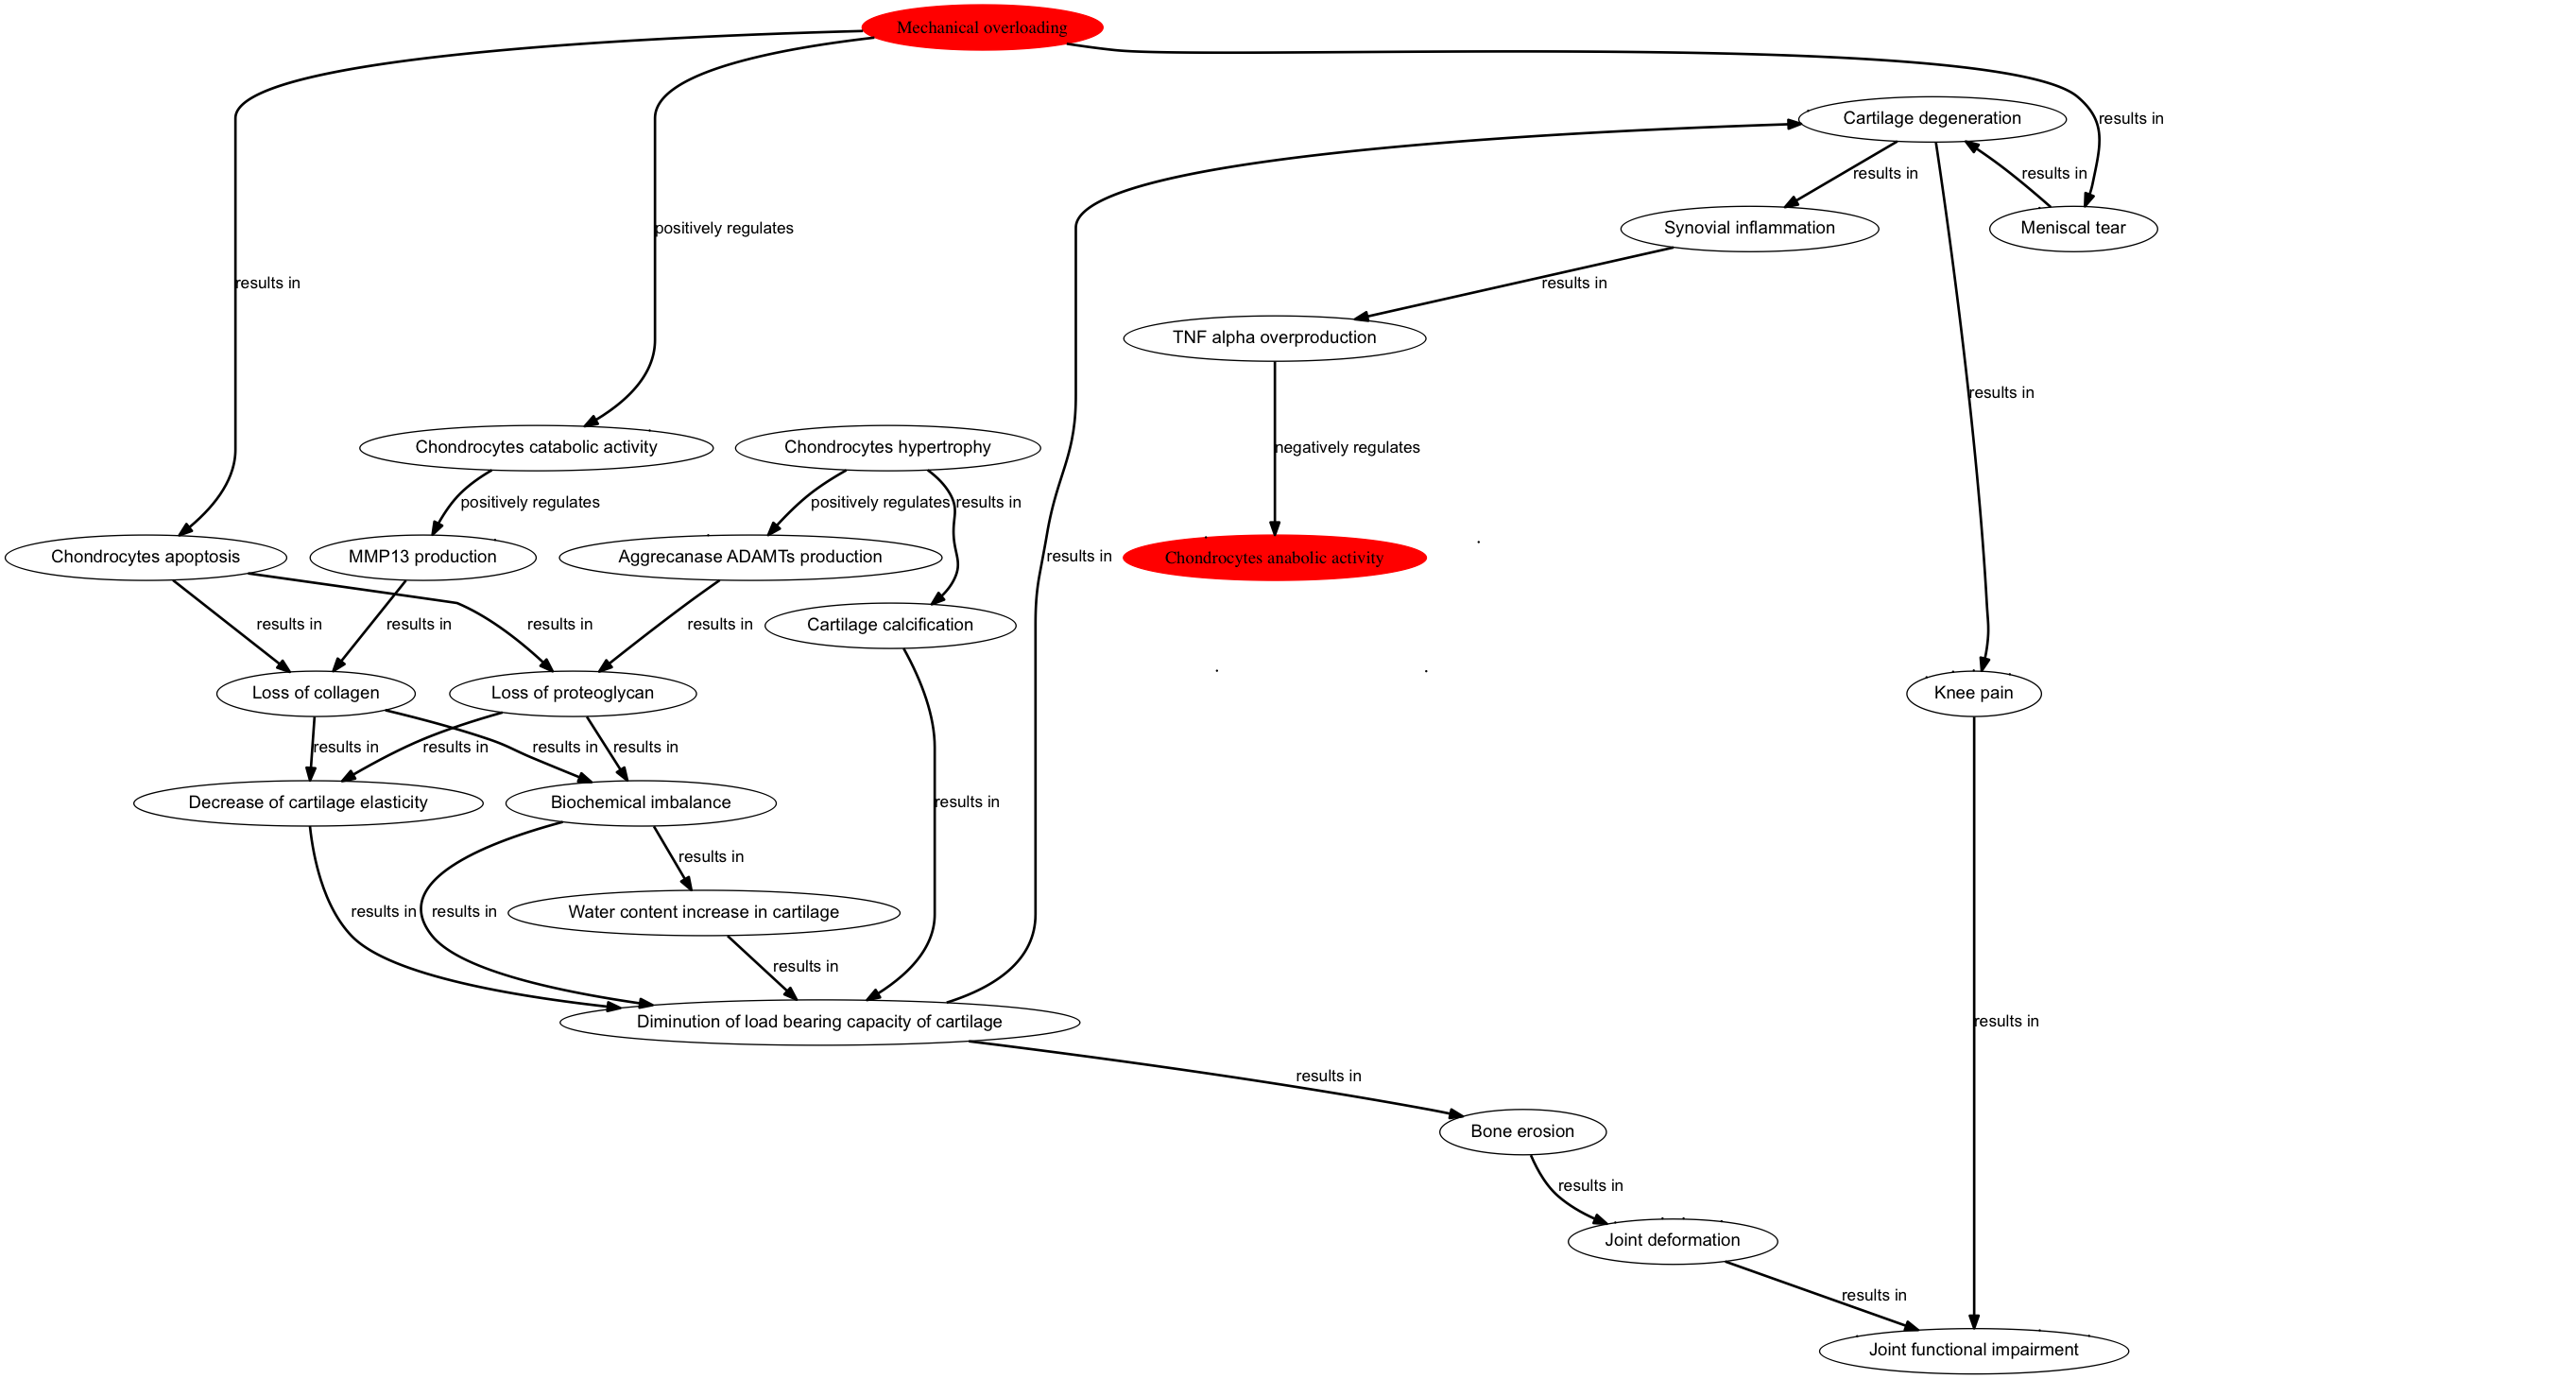 Mechanical overloading
Cartilage degeneration
results in
results in
results in
positively regulates
Synovial inflammation
Meniscal tear
results in
results in
TNF alpha overproduction
results in
Chondrocytes catabolic activity
Chondrocytes hypertrophy
negatively regulates
positively regulates
positively regulates
results in
Chondrocytes apoptosis
MMP13 production
Aggrecanase ADAMTs production
results in
Chondrocytes anabolic activity
results in
results in
results in
results in
Cartilage calcification
Loss of collagen
Loss of proteoglycan
Knee pain
results in
results in
results in
results in
Decrease of cartilage elasticity
Biochemical imbalance
results in
results in
results in
results in
Water content increase in cartilage
results in
Diminution of load bearing capacity of cartilage
results in
results in
Bone erosion
results in
Joint deformation
results in
Joint functional impairment